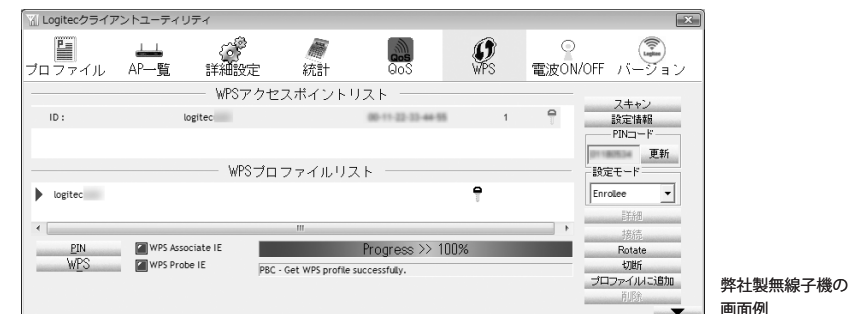 Logitecクライアントユーティリティ
プロファイル AP一覧 詳細設定 統計 QoS WPS 電波ON/OFF バージョン
WPSアクセスポイントリスト
ID : logitec 1
スキャン
設定情報
PINコード
更新
WPSプロファイルリスト
logitec
設定モード
Enrollee
詳細
接続
Rotate
切断
プロファイルに追加
削除
PIN WPS Associate IE Progress >> 100%
WPS WPS Probe IE PBC - Get WPS profile successfully.
弊社製無線子機の
画面例